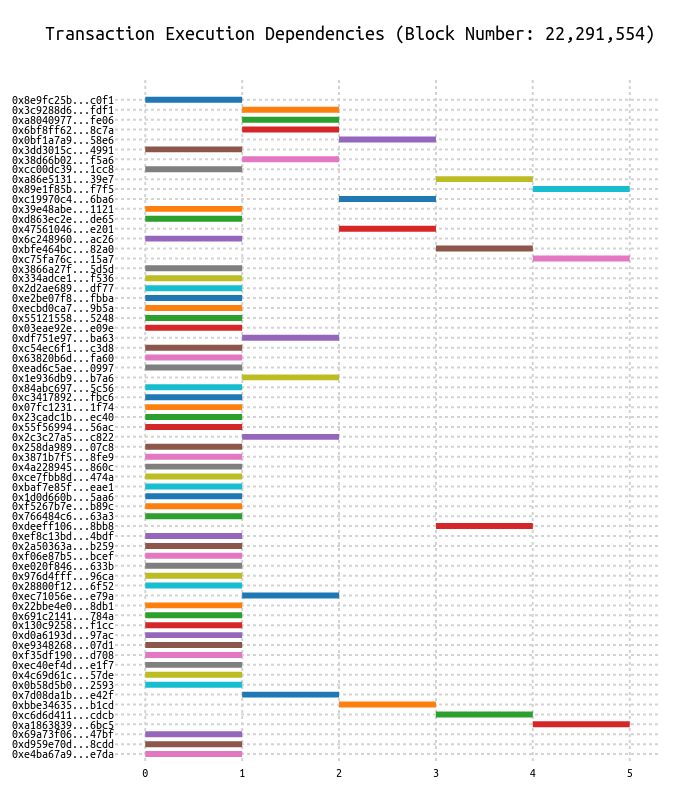 Transaction Execution Dependencies (Block Number: 22,291,554)
0x8e9fc25b...c0f1
0x3c9288d6...fdf1
0xa8040977...fe06
0x6bf8ff62...8c7a
0x0bf1a7a9...58e6
0x3dd3015c...4991
0x38d66b02...f5a6
0xcc00dc39...1cc8
0xa86e5131...39e7
0x89e1f85b...f7f5
0xc19970c4...6ba6
0x39e48abe...1121
0xd863ec2e...de65
0x47561046...e201
0x6c248960...ac26
0xbfe464bc...82a0
0xc75fa76c...15a7
0x3866a27f...5d5d
0x334adce1...f536
0x2d2ae689...df77
0xe2be07f8...fbba
0xecbd0ca7...9b5a
0x55121558...5248
0x03eae92e...e09e
0xdf751e97...ba63
0xc54ec6f1...c3d8
0x63820b6d...fa60
0xead6c5ae...0997
0x1e936db9...b7a6
0x84abc697...5c56
0xc3417892...fbc6
0x07fc1231...1f74
0x23cadc1b...ec40
0x55f56994...56ac
0x2c3c27a5...c822
0x258da989...07c8
0x3871b7f5...8fe9
0x4a228945...860c
0xce7fbb8d...474a
0xbaf7e85f...eae1
0x1d0d660b...5aa6
0xf5267b7e...b89c
0x766484c6...63a3
0xdeeff106...8bb8
0xef8c13bd...4bdf
0x2a50363a...b259
0xf06e87b5...bcef
0xe020f846...633b
0x976d4fff...96ca
0x28800f12...6f52
0xec71056e...e79a
0x22bbe4e0...8db1
0x691c2141...784a
0x130c9258...f1cc
0xd0a6193d...97ac
0xe9348268...07d1
0xf35df190...d708
0xec40ef4d...e1f7
0x4c69d61c...57de
0x0b58d5b0...2593
0x7d08da1b...e42f
0xbbe34635...b1cd
0xc6d6d411...cdcb
0xa1863839...6bc5
0x69a73f06...47bf
0xd959e70d...8cdd
0xe4ba67a9...e7da
0 1 2 3 4 5